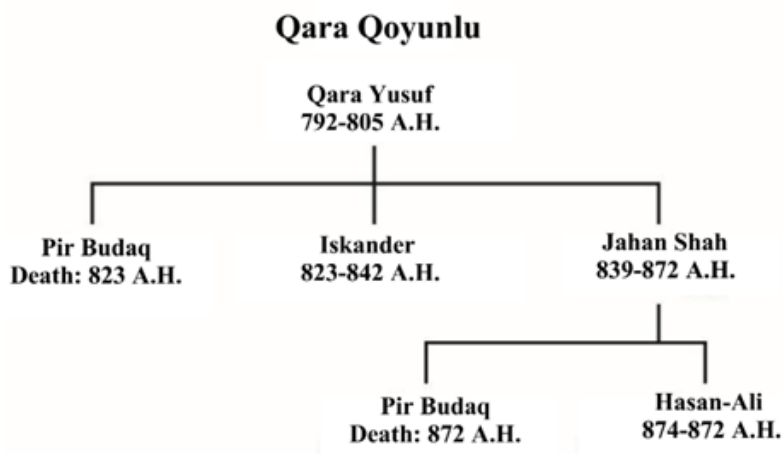 Qara Qoyunlu
Qara Yusuf
792-805 A.H.
Pir Budaq
Death: 823 A.H.
Iskander
823-842 A.H.
Jahan Shah
839-872 A.H.
Pir Budaq
Death: 872 A.H.
Hasan-Ali
874-872 A.H.